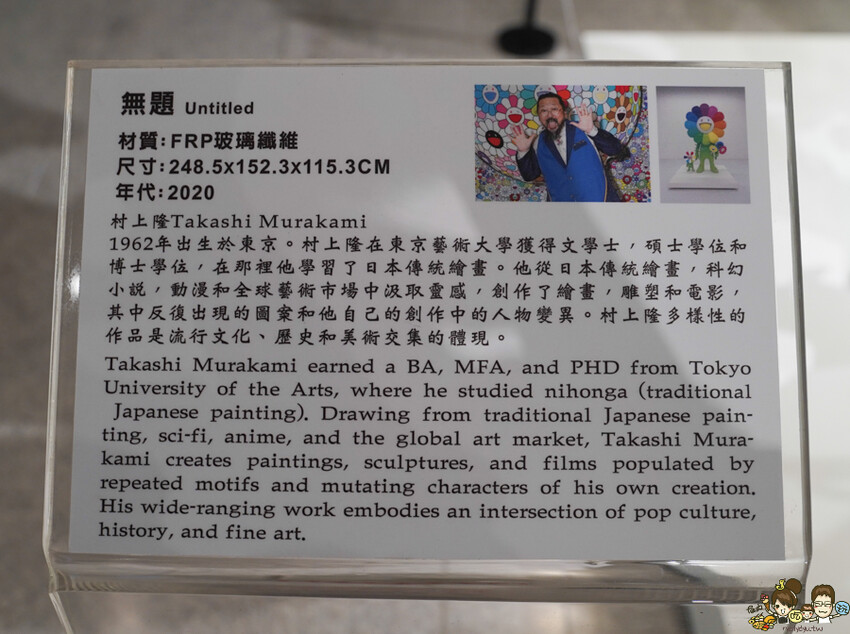 無題 Untitled
材質:FRP玻璃纖維
尺寸:248.5x152.3x115.3CM
年代:2020
村上隆Takashi Murakami
1962年出生於東京。村上隆在東京藝術大學獲得文學士，碩士學位和
博士學位，在那裡他學習了日本傳統繪畫。他從日本傳統繪畫，科幻
小說，動漫和全球藝術市場中汲取靈感，創作了繪畫，雕塑和電影，
其中反復出現的圖案和他自己的創作中的人物變異。村上隆多樣性的
作品是流行文化、歷史和美術交集的體現。
Takashi Murakami earned a BA, MFA, and PHD from Tokyo
University of the Arts, where he studied nihonga (traditional
Japanese painting). Drawing from traditional Japanese pain-
ting, sci-fi, anime, and the global art market, Takashi Mura-
kami creates paintings, sculptures, and films populated by
repeated motifs and mutating characters of his own creation.
His wide-ranging work embodies an intersection of pop culture,
history, and fine art.